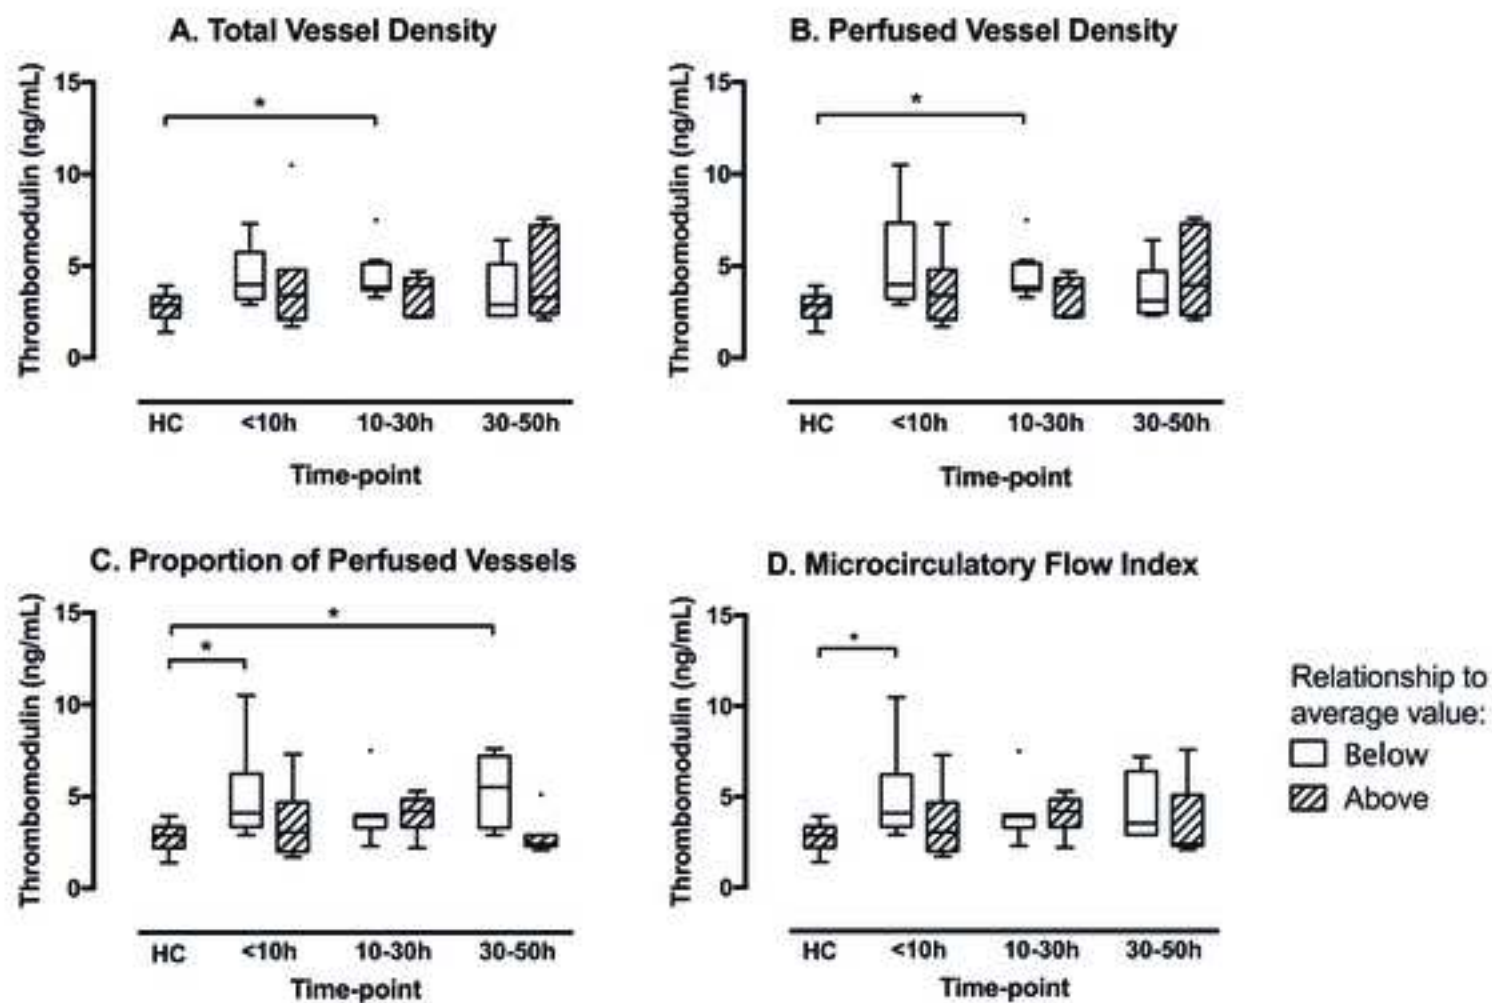 A. Total Vessel Density
Thrombomodulin (ng/mL)
15
10
5
0
*
HC <10h 10-30h 30-50h
Time-point
B. Perfused Vessel Density
Thrombomodulin (ng/mL)
15
10
5
0
*
HC <10h 10-30h 30-50h
Time-point
C. Proportion of Perfused Vessels
Thrombomodulin (ng/mL)
15
10
5
0
*
*
HC <10h 10-30h 30-50h
Time-point
D. Microcirculatory Flow Index
Thrombomodulin (ng/mL)
15
10
5
0
*
HC <10h 10-30h 30-50h
Time-point
Relationship to
average value:
Below
Above